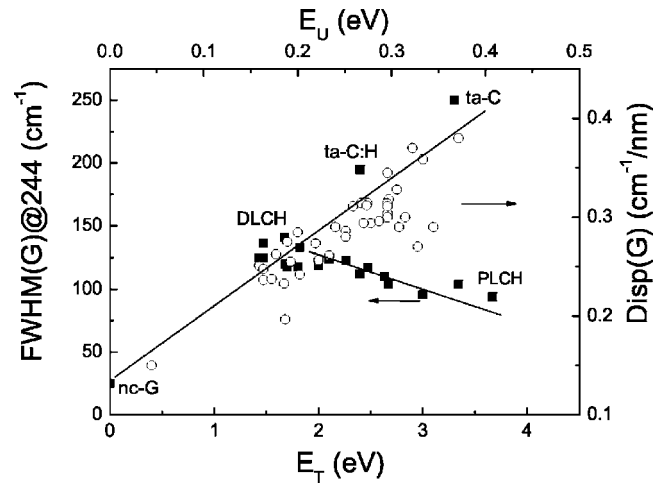 E_U (eV)
0.0 0.1 0.2 0.3 0.4 0.5
FWHM(G)@244 (cm⁻¹)
250
200
150
100
50
0
ta-C
ta-C:H
DLCH
PLCH
nc-G
0.4
0.3
0.2
0.1
Disp(G) (cm⁻¹/nm)
0 1 2 3 4
E_T (eV)